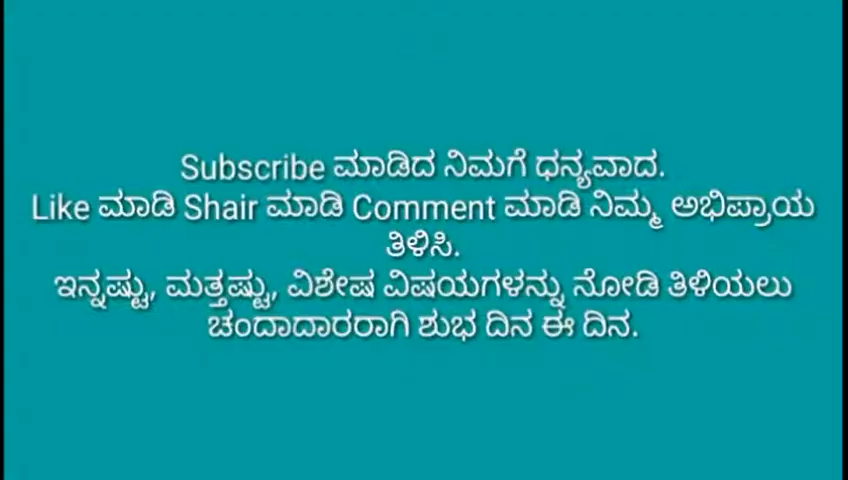 Subscribe ಮಾಡಿದ ನಿಮಗೆ ಧನ್ಯವಾದ.
Like ಮಾಡಿ Shair ಮಾಡಿ Comment ಮಾಡಿ ನಿಮ್ಮ ಅಭಿಪ್ರಾಯ
ತಿಳಿಸಿ.
ಇನ್ನಷ್ಟು, ಮತ್ತಷ್ಟು, ವಿಶೇಷ ವಿಷಯಗಳನ್ನು ನೋಡಿ ತಿಳಿಯಲು
ಚಂದಾದಾರರಾಗಿ ಶುಭ ದಿನ ಈ ದಿನ.